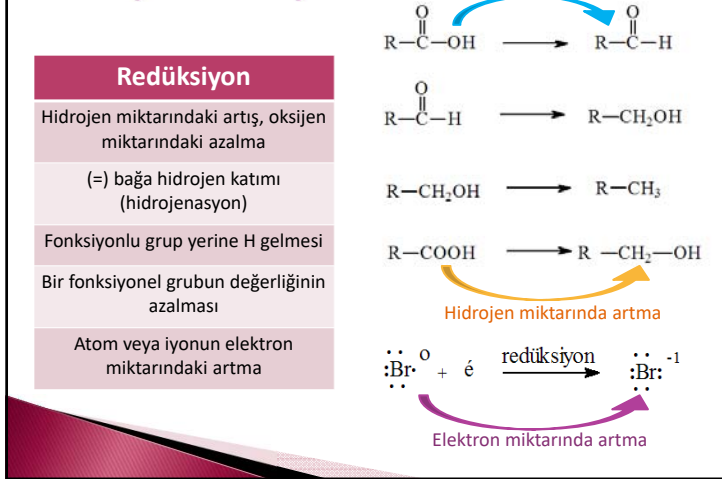 Redüksiyon
Hidrojen miktarındaki artış, oksijen
miktarındaki azalma
(=) bağa hidrojen katımı
(hidrojenasyon)
Fonksiyonlu grup yerine H gelmesi
Bir fonksiyonel grubun değerliğinin
azalması
Atom veya iyonun elektron
miktarındaki artma
O O
R—C—OH R—C—H
O
R—C—H R—CH₂OH
R—CH₂OH R—CH₃
R—COOH R —CH₂—OH
Hidrojen miktarında artma
:Br· o + é redüksiyon :Br: -1
Elektron miktarında artma